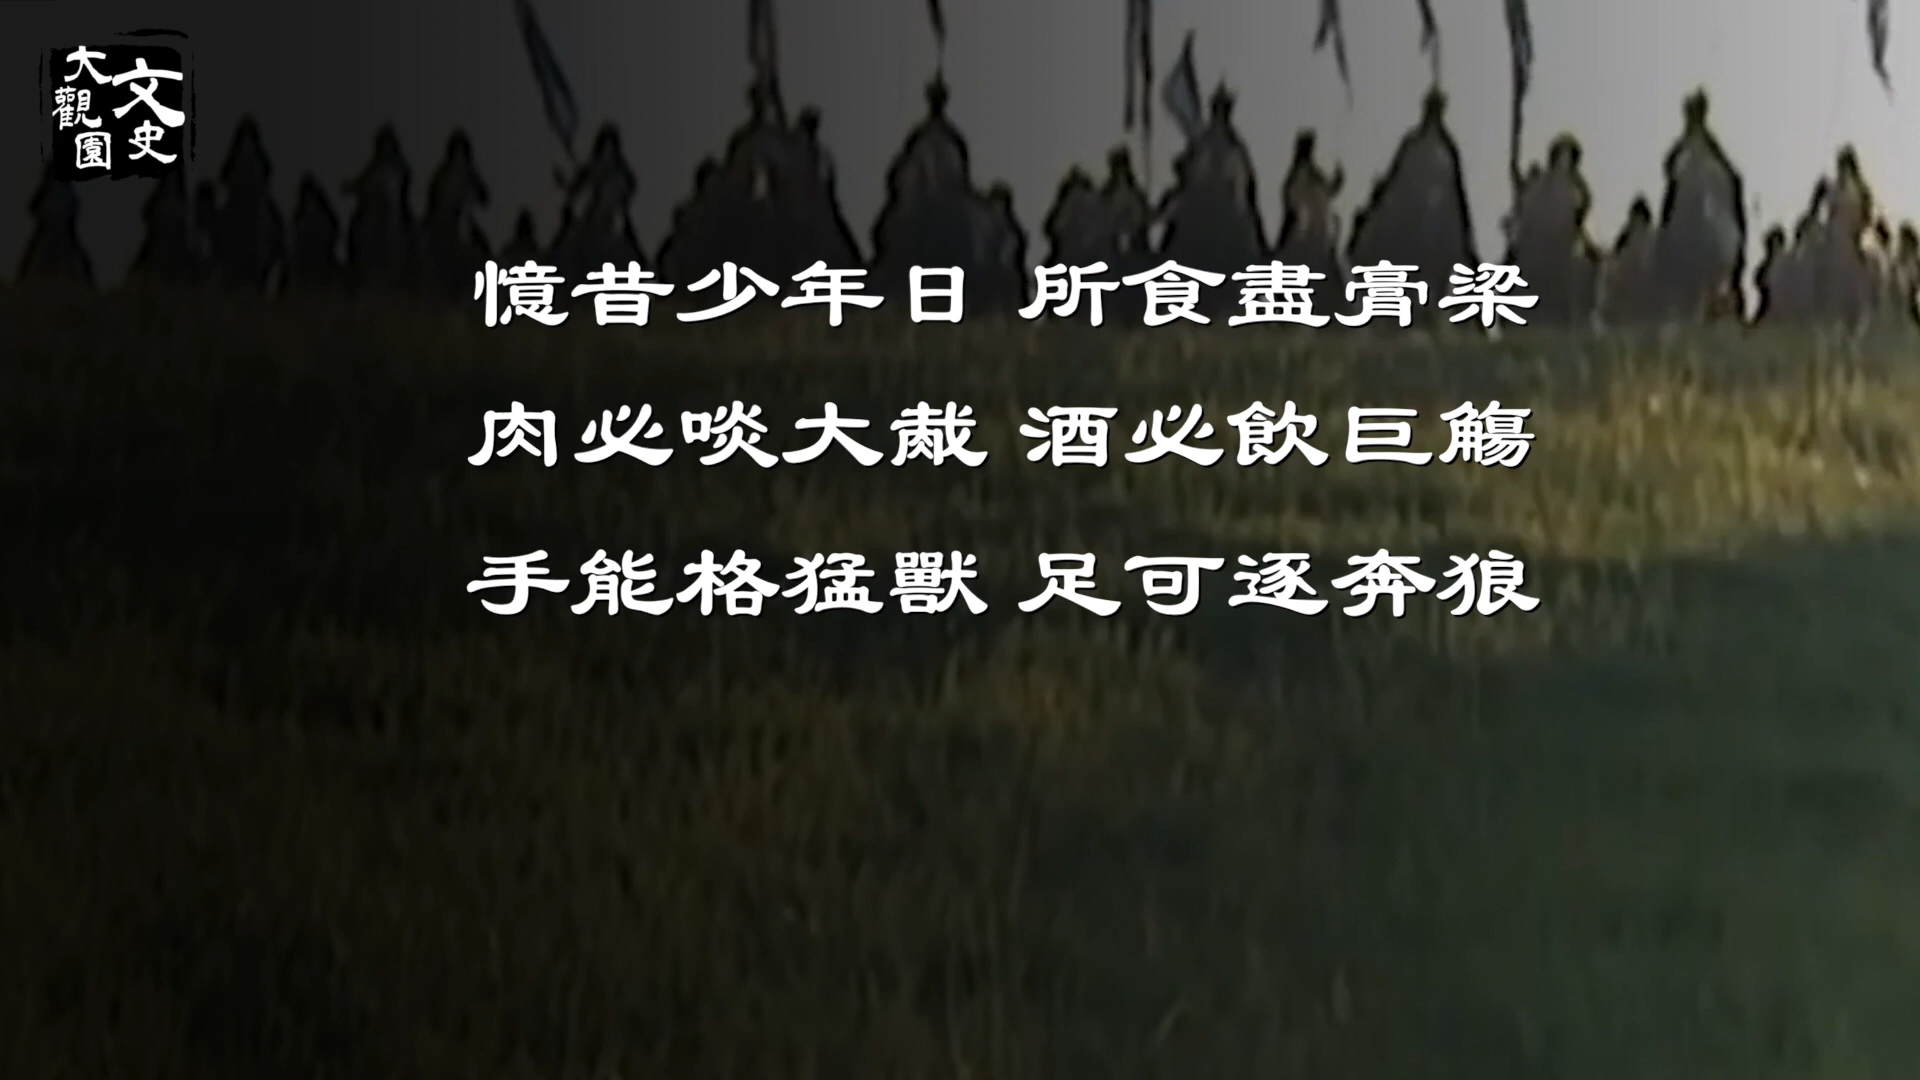 文史
大觀園
憶昔少年日 所食盡膏梁
肉必啖大胾 酒必飲巨觴
手能格猛獸 足可逐奔狼